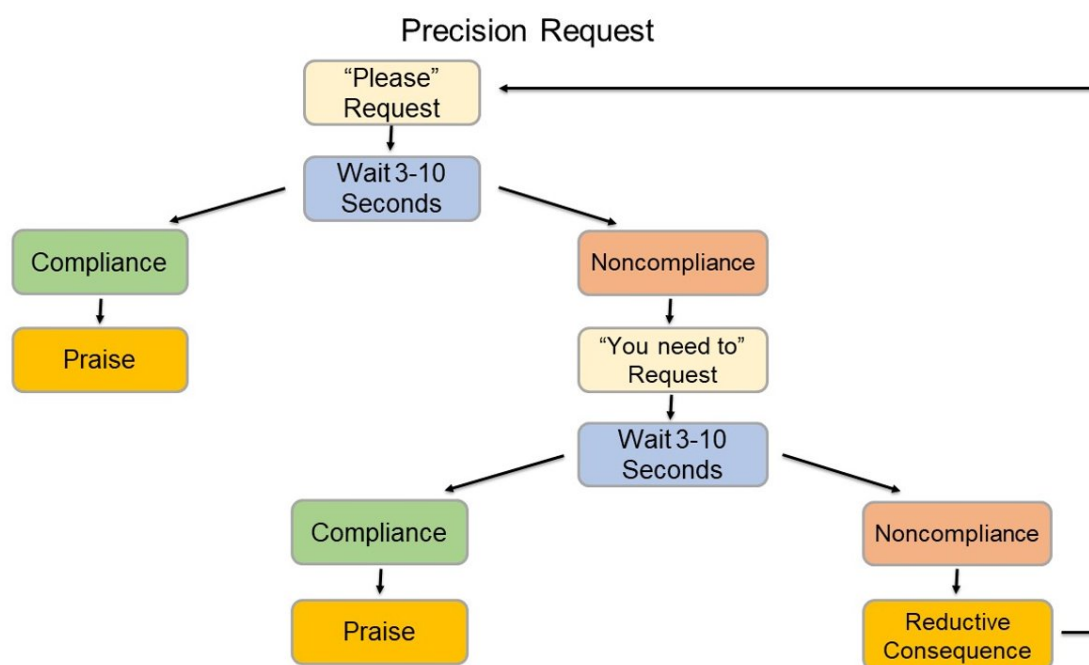 Precision Request
“Please”
Request
Wait 3-10
Seconds
Compliance
Noncompliance
Praise
“You need to”
Request
Wait 3-10
Seconds
Compliance
Noncompliance
Praise
Reductive
Consequence